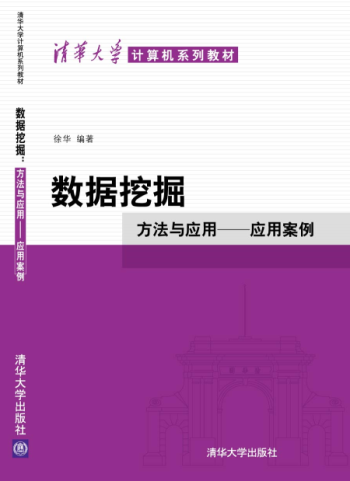 清华大学计算机系列教材
数据挖掘：
方法与应用——应用案例
清华大学出版社
清华大学 计算机系列教材
徐华 编著
数据挖掘
方法与应用——应用案例
清华大学出版社